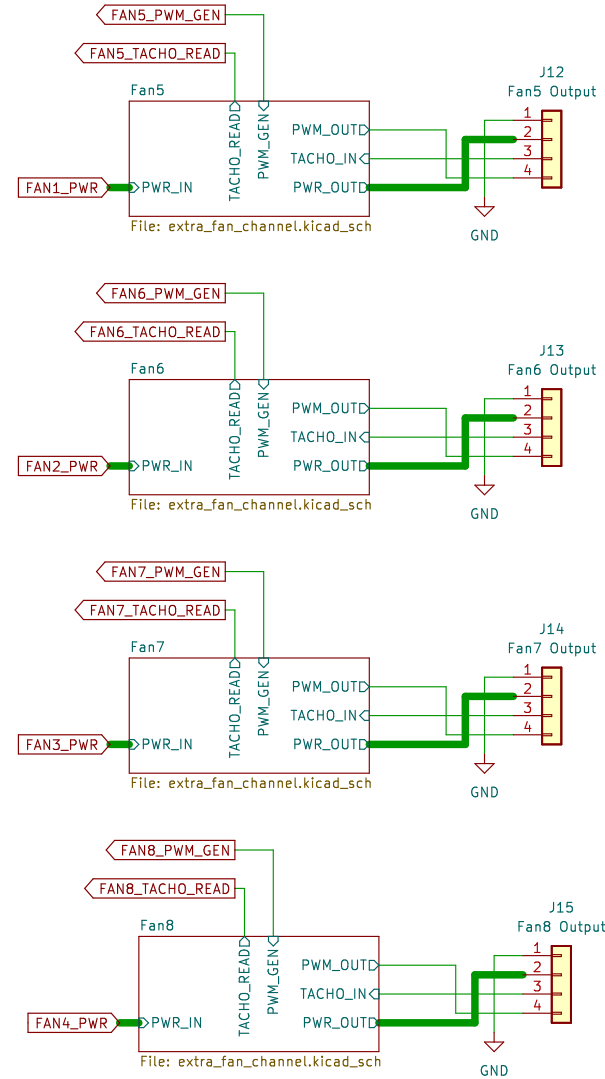 FAN5_PWM_GEN
FAN5_TACHO_READ
J12
Fan5 Output
Fan5
TACHO_READ
PWM_GEN
PWM_OUT
TACHO_IN
PWR_OUT
1
2
3
4
FAN1_PWR
PWR_IN
File: extra_fan_channel.kicad_sch
GND
FAN6_PWM_GEN
FAN6_TACHO_READ
J13
Fan6 Output
Fan6
TACHO_READ
PWM_GEN
PWM_OUT
TACHO_IN
PWR_OUT
1
2
3
4
FAN2_PWR
PWR_IN
File: extra_fan_channel.kicad_sch
GND
FAN7_PWM_GEN
FAN7_TACHO_READ
J14
Fan7 Output
Fan7
TACHO_READ
PWM_GEN
PWM_OUT
TACHO_IN
PWR_OUT
1
2
3
4
FAN3_PWR
PWR_IN
File: extra_fan_channel.kicad_sch
GND
FAN8_PWM_GEN
FAN8_TACHO_READ
J15
Fan8 Output
Fan8
TACHO_READ
PWM_GEN
PWM_OUT
TACHO_IN
PWR_OUT
1
2
3
4
FAN4_PWR
PWR_IN
File: extra_fan_channel.kicad_sch
GND